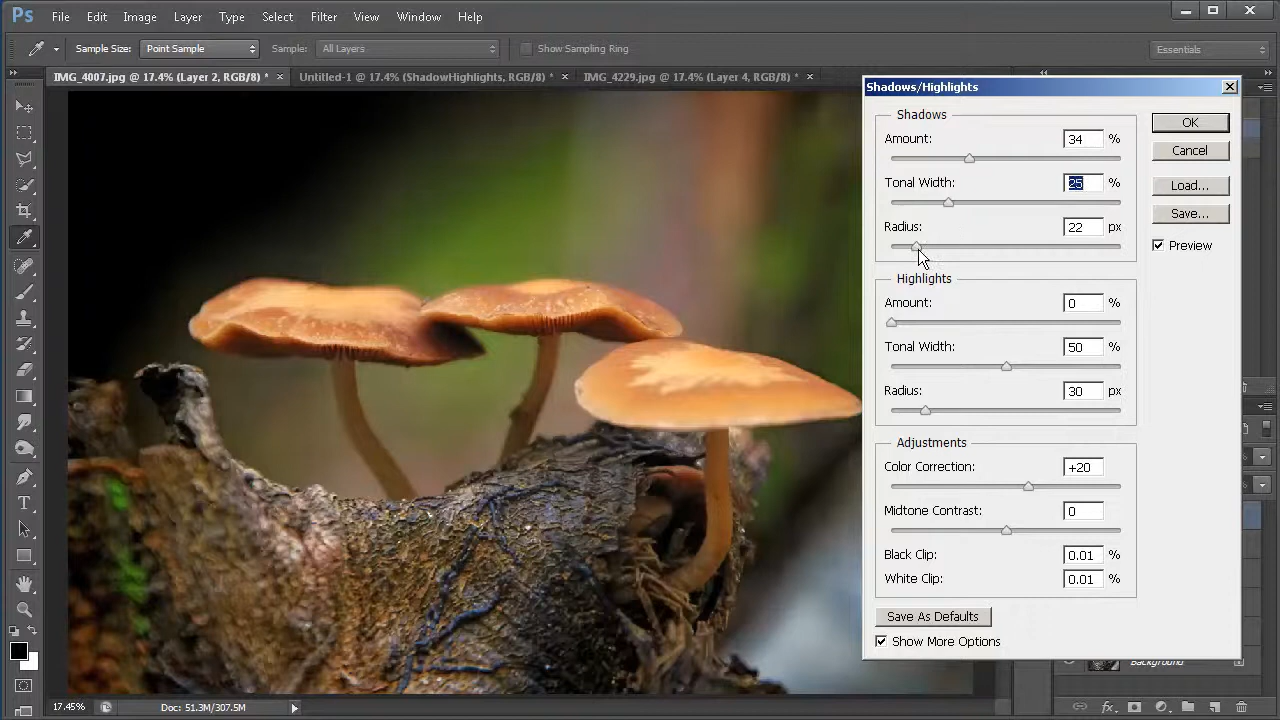 Ps File Edit Image Layer Type Select Filter View Window Help
Sample Size: Point Sample Sample: All Layers Show Sampling Ring Essentials
IMG_4007.jpg @ 17.4% (Layer 2, RGB/8) * × Untitled-1 @ 17.4% (ShadowHighlights, RGB/8) * × IMG_4229.jpg @ 17.4% (Layer 4, RGB/8) * ×
Shadows/Highlights
Shadows
Amount: 34 %
Tonal Width: 25 %
Radius: 22 px
Highlights
Amount: 0 %
Tonal Width: 50 %
Radius: 30 px
Adjustments
Color Correction: +20
Midtone Contrast: 0
Black Clip: 0.01 %
White Clip: 0.01 %
Save As Defaults
Show More Options
OK
Cancel
Load...
Save...
Preview
T
Background
17.45% Doc: 51.3M/307.5M
fx